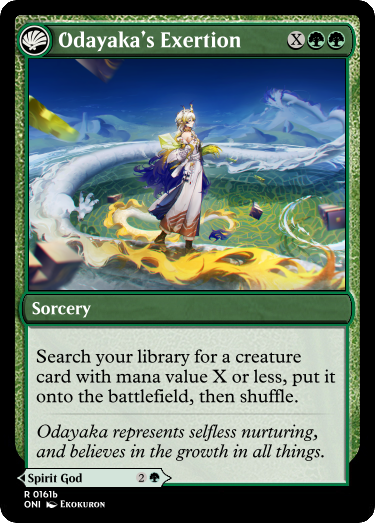 Odayaka's Exertion X
Sorcery
Search your library for a creature
card with mana value X or less, put it
onto the battlefield, then shuffle.
Odayaka represents selfless nurturing,
and believes in the growth in all things.
Spirit God 2
R 0161b
ONI Ekokuron